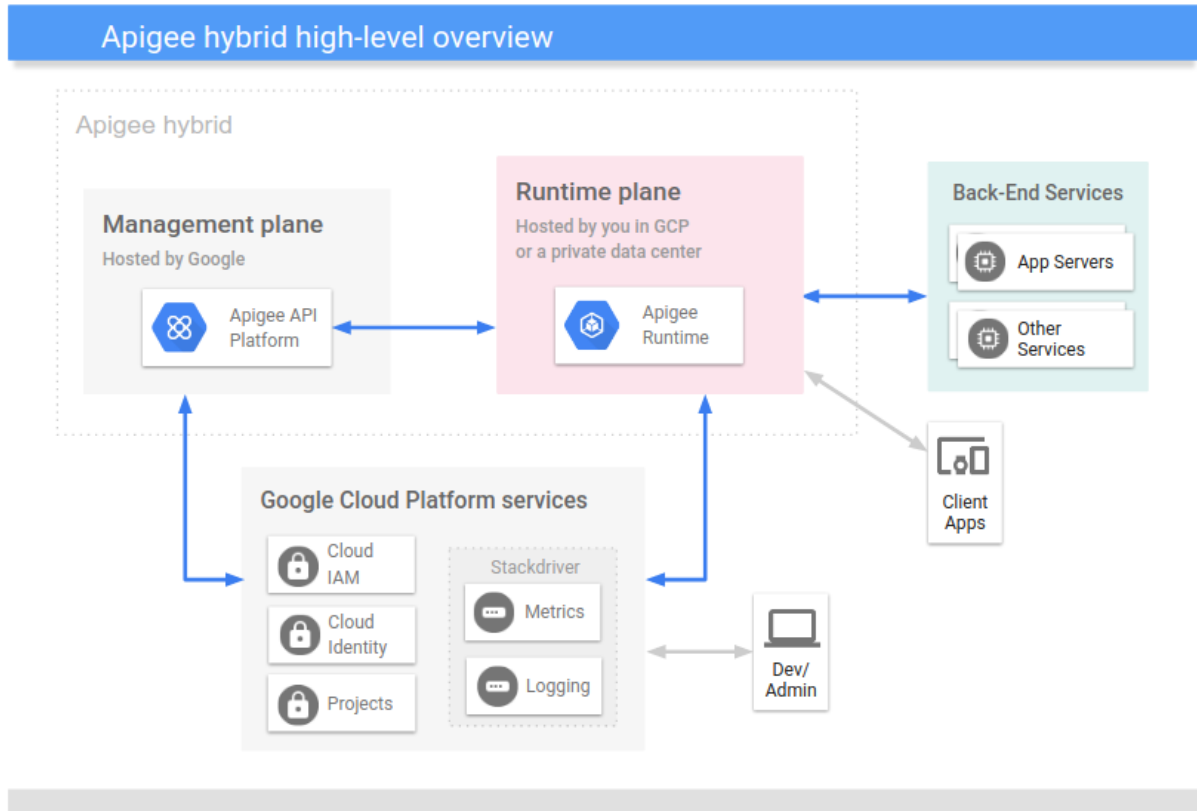 Apigee hybrid high-level overview
Apigee hybrid
Management plane
Hosted by Google
Apigee API
Platform
Runtime plane
Hosted by you in GCP
or a private data center
Apigee
Runtime
Back-End Services
App Servers
Other
Services
Client
Apps
Google Cloud Platform services
Cloud
IAM
Cloud
Identity
Projects
Stackdriver
Metrics
Logging
Dev/
Admin